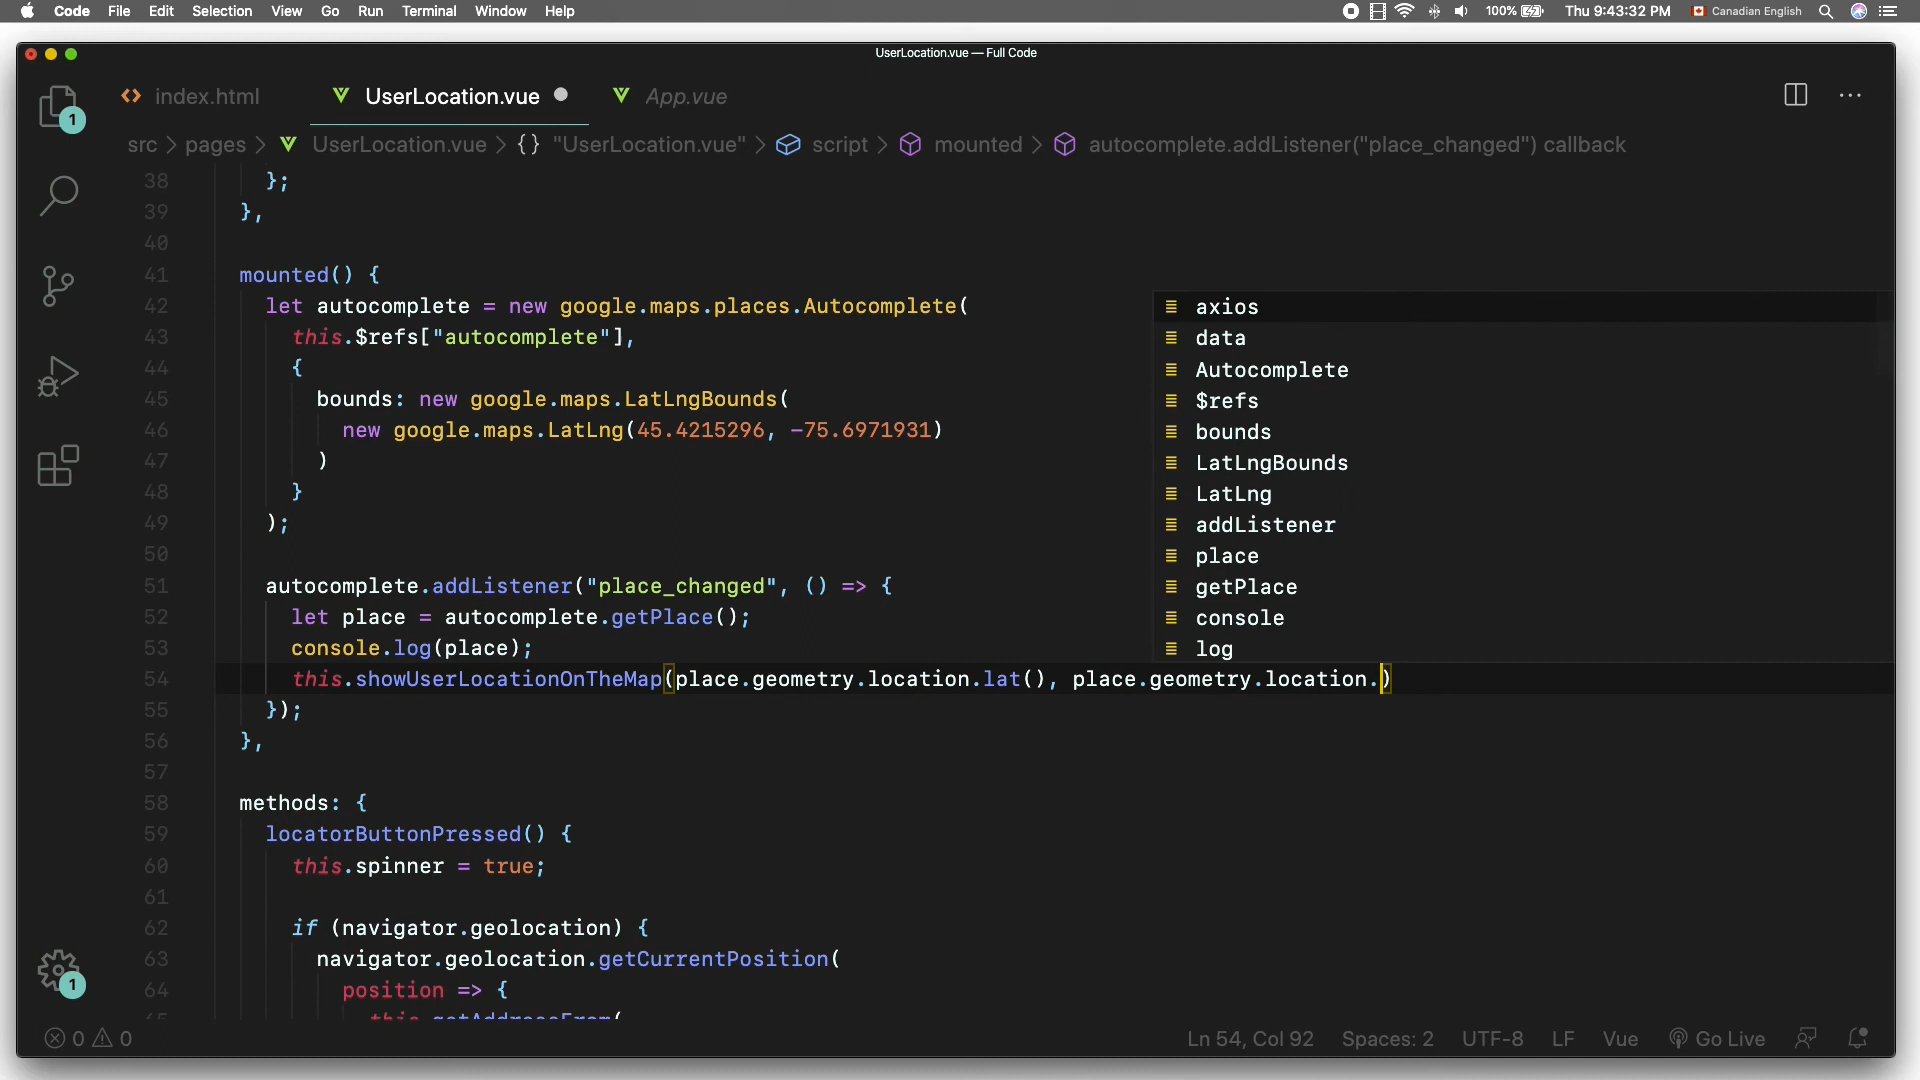 Code File Edit Selection View Go Run Terminal Window Help 100% Thu 9:43:32 PM Canadian English
UserLocation.vue — Full Code
index.html UserLocation.vue App.vue
1
src > pages > UserLocation.vue > {} "UserLocation.vue" > script > mounted > autocomplete.addListener("place_changed") callback
38 };
39 },
40
41 mounted() {
42 let autocomplete = new google.maps.places.Autocomplete(
43 this.$refs["autocomplete"],
44 {
45 bounds: new google.maps.LatLngBounds(
46 new google.maps.LatLng(45.4215296, -75.6971931)
47 )
48 }
49 );
50
51 autocomplete.addListener("place_changed", () => {
52 let place = autocomplete.getPlace();
53 console.log(place);
54 this.showUserLocationOnTheMap(place.geometry.location.lat(), place.geometry.location.)
55 });
56 },
57
58 methods: {
59 locatorButtonPressed() {
60 this.spinner = true;
61
62 if (navigator.geolocation) {
63 navigator.geolocation.getCurrentPosition(
64 position => {
65 this.getAddressFrom(
axios
data
Autocomplete
$refs
bounds
LatLngBounds
LatLng
addListener
place
getPlace
console
log
1
0 0 Ln 54, Col 92 Spaces: 2 UTF-8 LF Vue Go Live